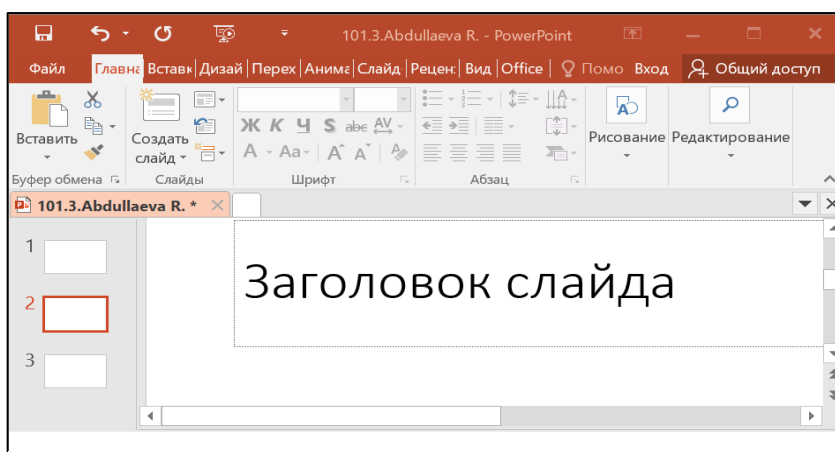 101.3.Abdullaeva R. - PowerPoint
Файл Главна Вставк Дизай Перех Анима Слайд Рецен Вид Office Помо Вход Общий доступ
Вставить Создать слайд Ж К Ч S abc AV Рисование Редактирование
A Aa A A
Буфер обмена Слайды Шрифт Абзац
101.3.Abdullaeva R. *
1
Заголовок слайда
2
3